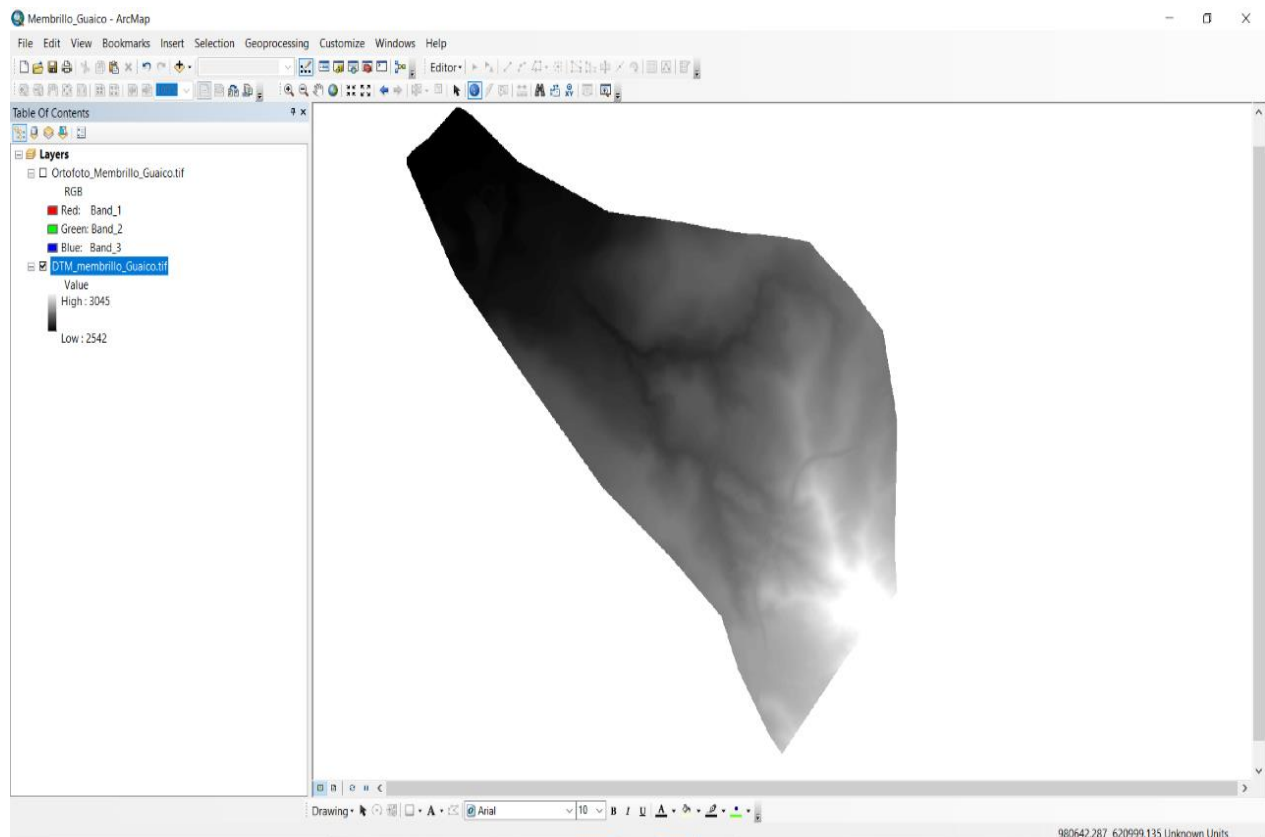 Membrillo_Guaico - ArcMap
File Edit View Bookmarks Insert Selection Geoprocessing Customize Windows Help
Editor
Table Of Contents
Layers
Ortofoto_Membrillo_Guaico.tif
RGB
Red: Band_1
Green: Band_2
Blue: Band_3
DTM_membrillo_Guaico.tif
Value
High : 3045
Low : 2542
Drawing A Arial 10 B I U A
980642,287 620999,135 Unknown Units